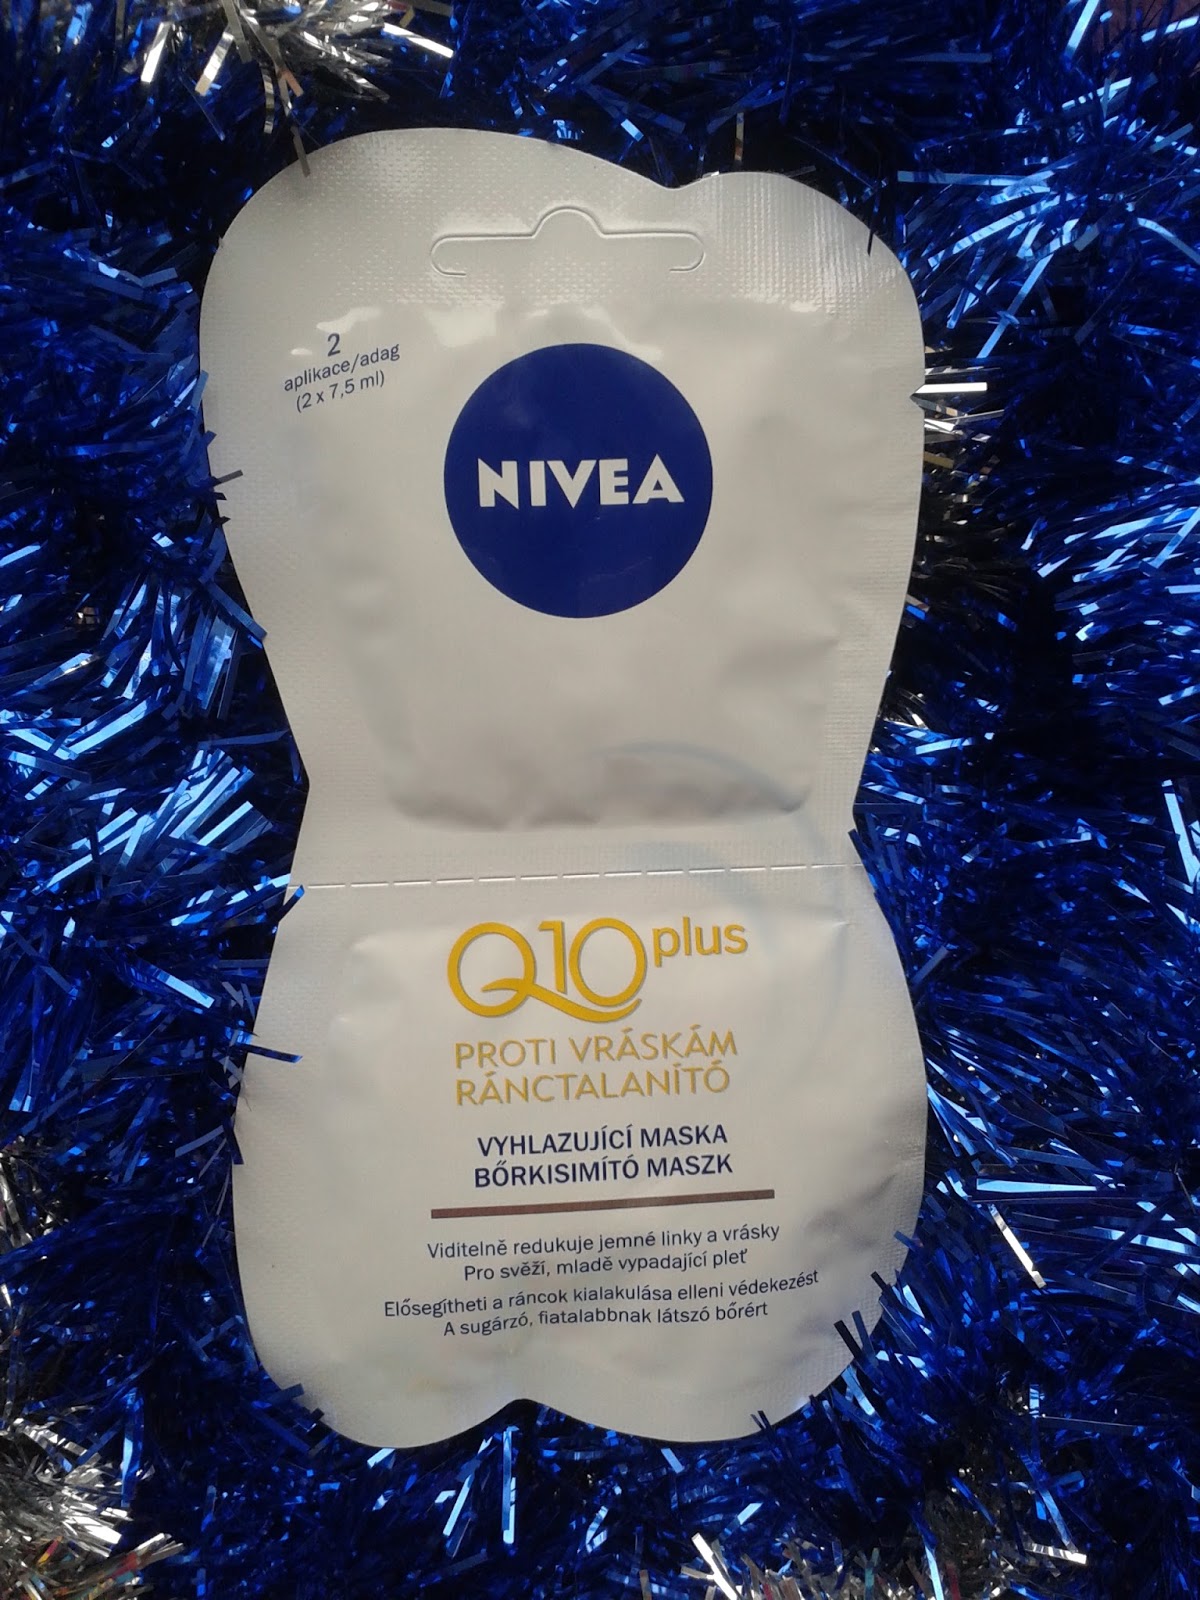 2
aplikace/adag
(2 x 7,5 ml)
NIVEA
Q10 plus
PROTI VRÁSKÁM
RÁNCTALANÍTÓ
VYHLAZUJÍCÍ MASKA
BŐRKISIMÍTÓ MASZK
Viditelně redukuje jemné linky a vrásky
Pro svěží, mladě vypadající pleť
Elősegítheti a ráncok kialakulása elleni védekezést
A sugárzó, fiatalabbnak látszó bőrért